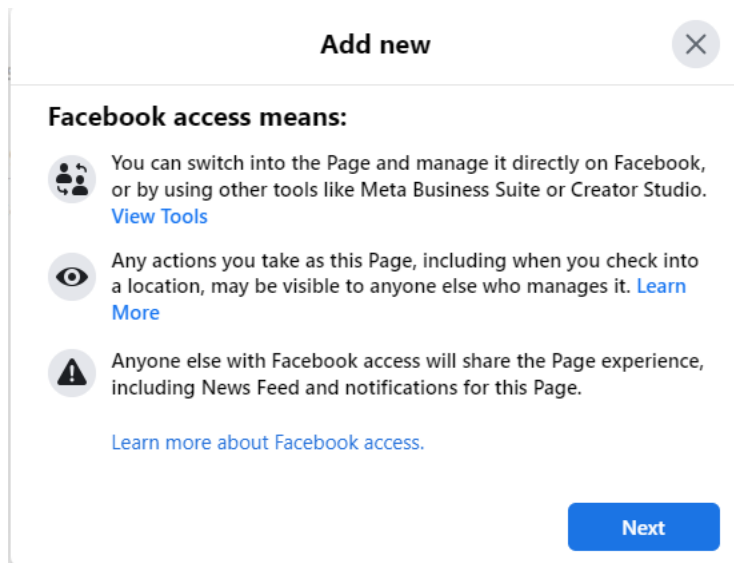 Add new
Facebook access means:
You can switch into the Page and manage it directly on Facebook,
or by using other tools like Meta Business Suite or Creator Studio.
View Tools
Any actions you take as this Page, including when you check into
a location, may be visible to anyone else who manages it. Learn
More
Anyone else with Facebook access will share the Page experience,
including News Feed and notifications for this Page.
Learn more about Facebook access.
Next